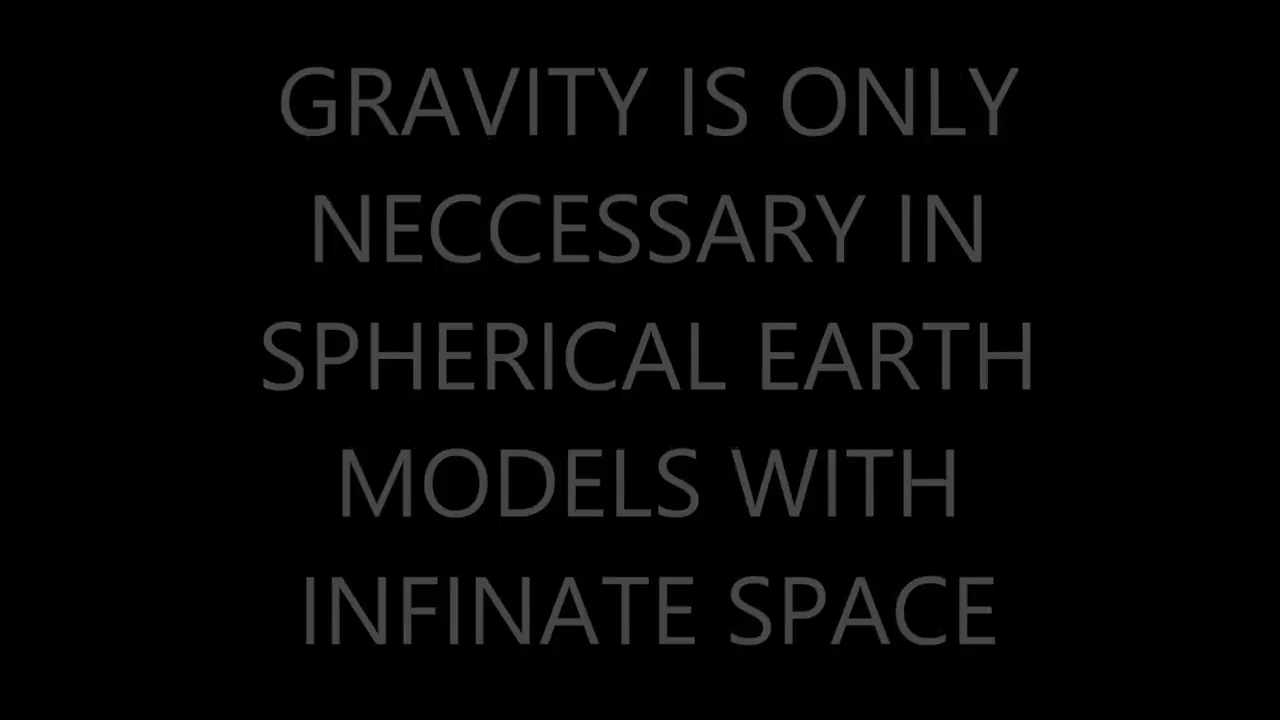 GRAVITY IS ONLY
NECCESSARY IN
SPHERICAL EARTH
MODELS WITH
INFINATE SPACE